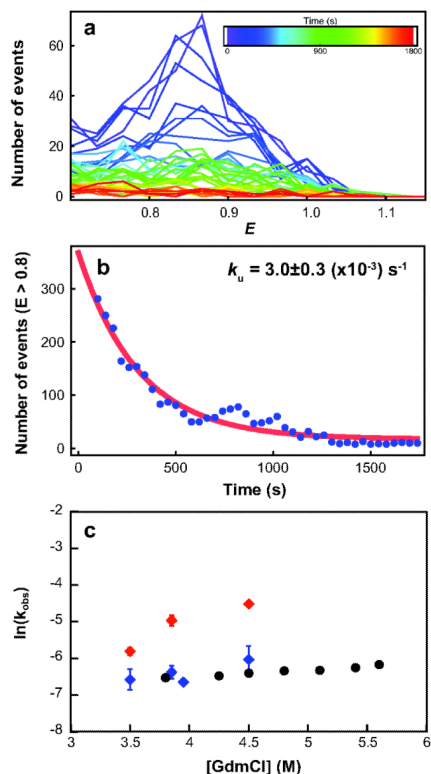 a
Time (s)
0 900 1800
Number of events
60
40
20
0
0.8 0.9 1.0 1.1
E
b
k_u = 3.0±0.3 (x10⁻³) s⁻¹
Number of events (E > 0.8)
300
200
100
0
0 500 1000 1500
Time (s)
c
ln(k_obs)
-2
-3
-4
-5
-6
-7
-8
3 3.5 4 4.5 5 5.5 6
[GdmCl] (M)